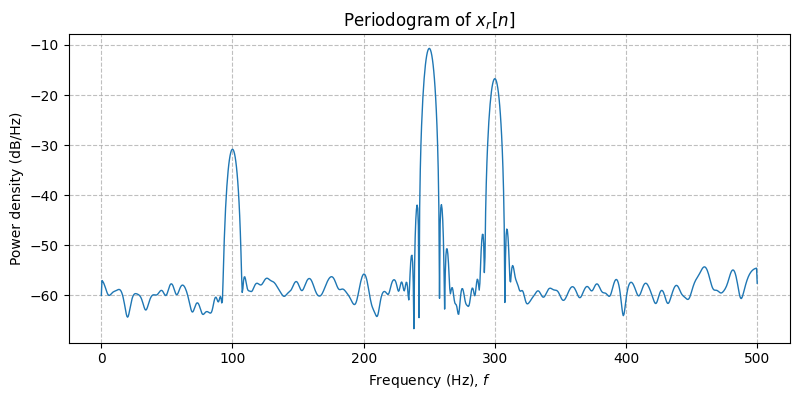 Periodogram of $x_r[n]$
Power density (dB/Hz)
−10
−20
−30
−40
−50
−60
0 100 200 300 400 500
Frequency (Hz), $f$